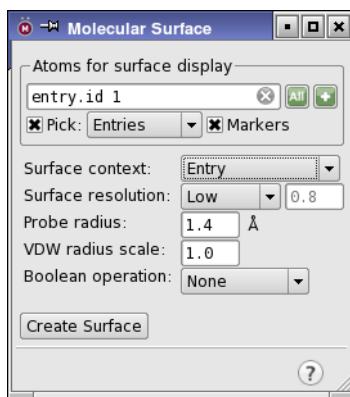 Molecular Surface
Atoms for surface display
entry.id 1
All
Pick: Entries Markers
Surface context: Entry
Surface resolution: Low 0.8
Probe radius: 1.4 Å
VDW radius scale: 1.0
Boolean operation: None
Create Surface
?